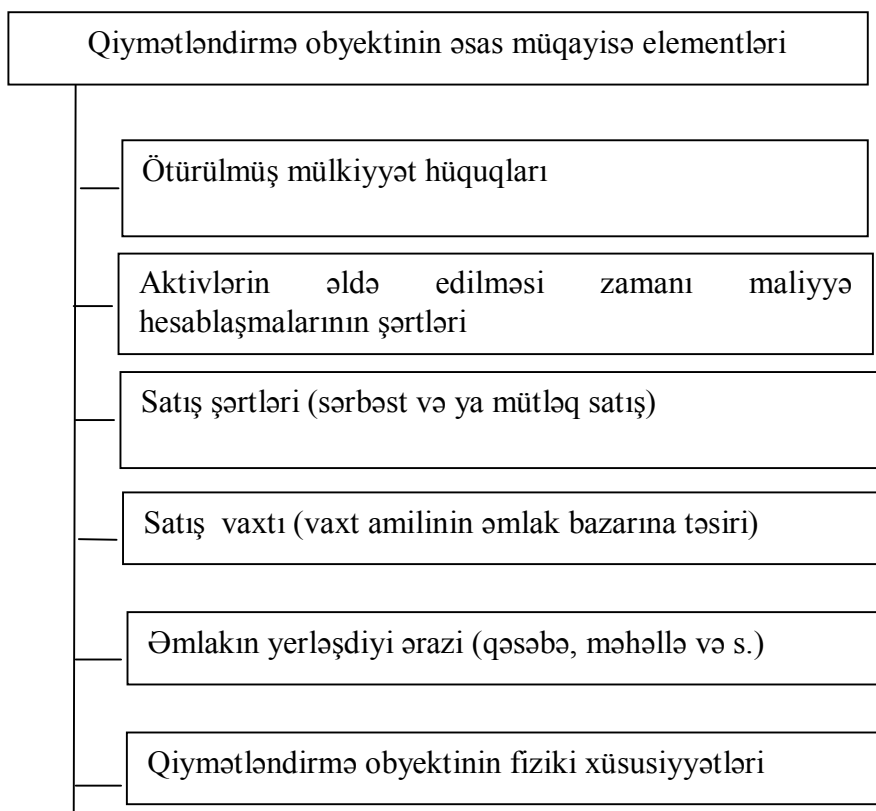 Qiymətləndirmə obyektinin əsas müqayisə elementləri
Ötürülmüş mülkiyyət hüquqları
Aktivlərin əldə edilməsi zamanı maliyyə
hesablaşmalarının şərtləri
Satış şərtləri (sərbəst və ya mütləq satış)
Satış vaxtı (vaxt amilinin əmlak bazarına təsiri)
Əmlakın yerləşdiyi ərazi (qəsəbə, məhəllə və s.)
Qiymətləndirmə obyektinin fiziki xüsusiyyətləri